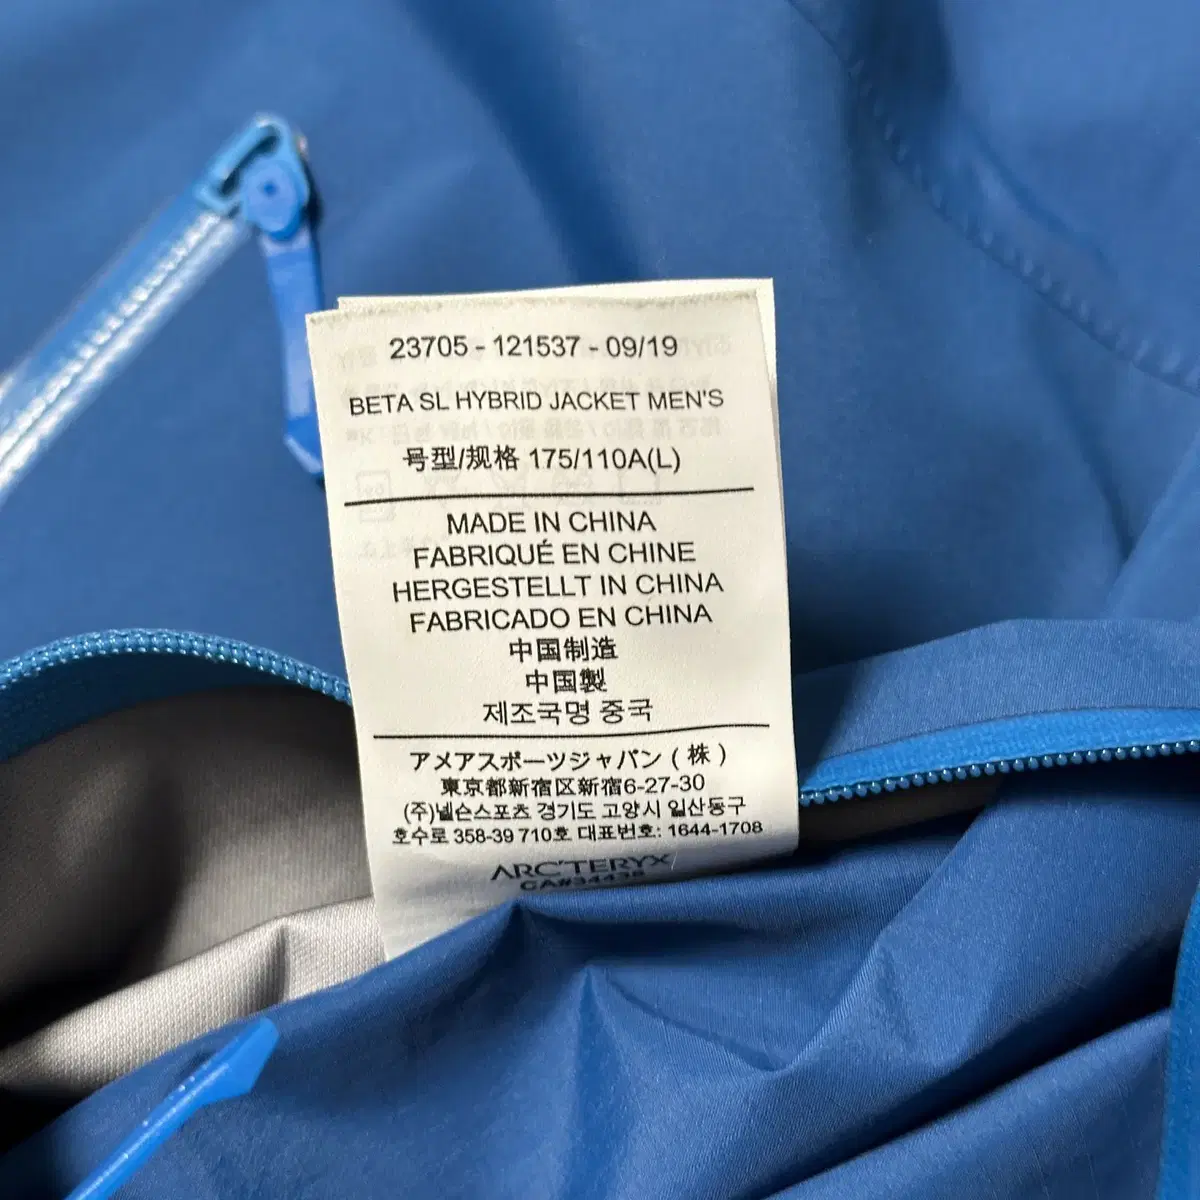 23705 - 121537 - 09/19
BETA SL HYBRID JACKET MEN'S
号型/规格 175/110A(L)
MADE IN CHINA
FABRIQUÉ EN CHINE
HERGESTELLT IN CHINA
FABRICADO EN CHINA
中国制造
中国製
제조국명 중국
アメアスポーツジャパン（株）
東京都新宿区新宿6-27-30
(주)넬슨스포츠 경기도 고양시 일산동구
호수로 358-39 710호 대표번호: 1644-1708
ARC'TERYX